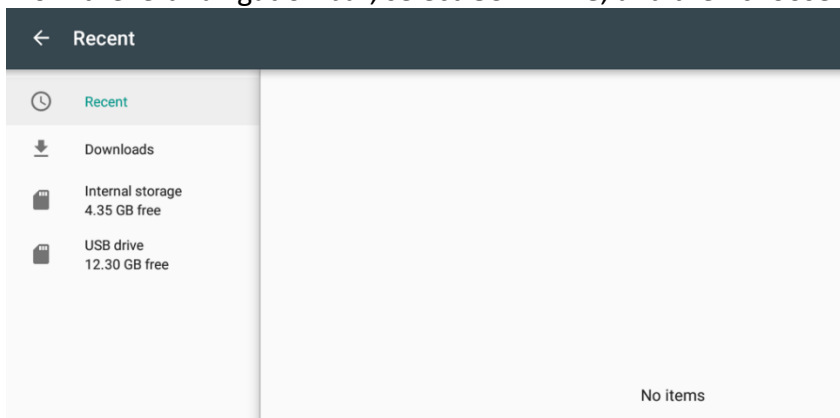 Recent
Recent
Downloads
Internal storage
4.35 GB free
USB drive
12.30 GB free
No items